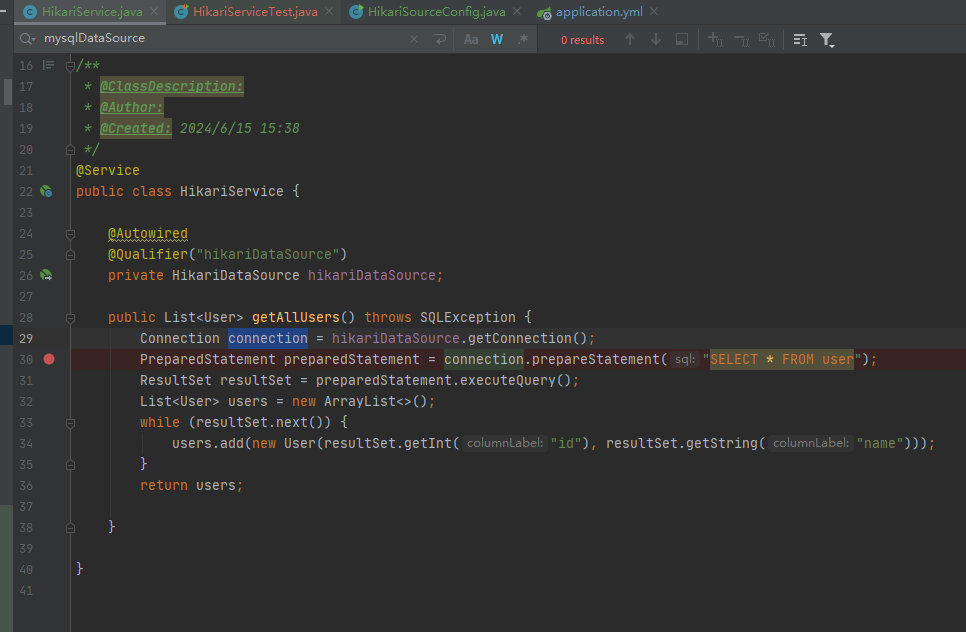 HikariService.java HikariServiceTest.java HikariSourceConfig.java application.yml
mysqlDataSource Aa W .* 0 results
16 /**
17 * @ClassDescription:
18 * @Author:
19 * @Created: 2024/6/15 15:38
20 */
21 @Service
22 public class HikariService {
23
24 @Autowired
25 @Qualifier("hikariDataSource")
26 private HikariDataSource hikariDataSource;
27
28 public List<User> getAllUsers() throws SQLException {
29 Connection connection = hikariDataSource.getConnection();
30 PreparedStatement preparedStatement = connection.prepareStatement( sql: "SELECT * FROM user");
31 ResultSet resultSet = preparedStatement.executeQuery();
32 List<User> users = new ArrayList<>();
33 while (resultSet.next()) {
34 users.add(new User(resultSet.getInt( columnLabel: "id"), resultSet.getString( columnLabel: "name")));
35 }
36 return users;
37
38 }
39
40 }
41